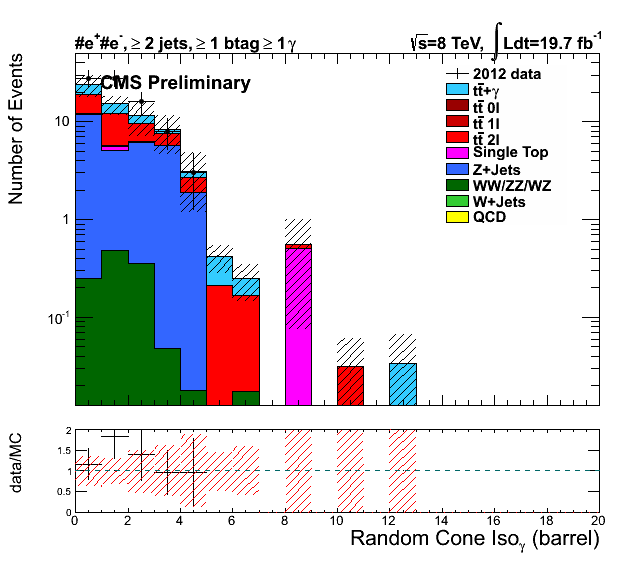 #e⁺#e⁻, ≥ 2 jets, ≥ 1 btag ≥ 1γ √s=8 TeV, ∫Ldt=19.7 fb⁻¹
CMS Preliminary
Number of Events
10
1
10⁻¹
2012 data
tt̄+γ
tt̄ 0l
tt̄ 1l
tt̄ 2l
Single Top
Z+Jets
WW/ZZ/WZ
W+Jets
QCD
data/MC
2
1.5
1
0.5
0
0 2 4 6 8 10 12 14 16 18 20
Random Cone Isoᵧ (barrel)